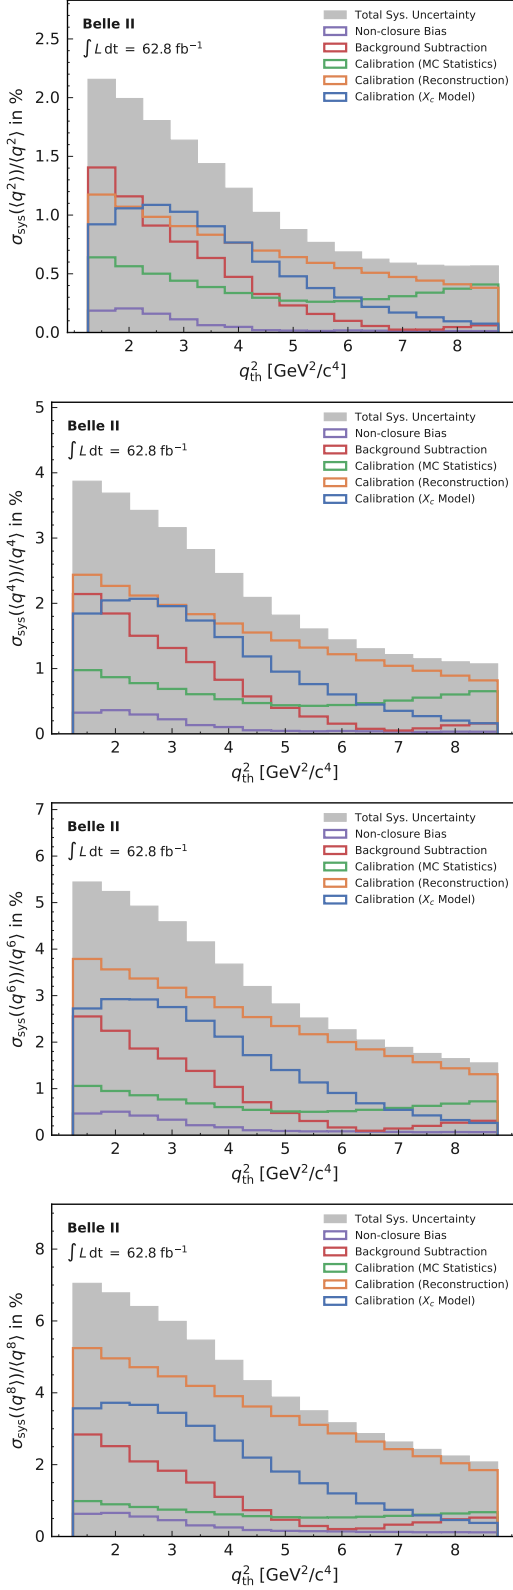 Belle II
∫ L dt = 62.8 fb⁻¹
Total Sys. Uncertainty
Non-closure Bias
Background Subtraction
Calibration (MC Statistics)
Calibration (Reconstruction)
Calibration (X_c Model)
σ_sys(⟨q²⟩)/⟨q²⟩ in %
2.5
2.0
1.5
1.0
0.5
0.0
2 3 4 5 6 7 8
q²_th [GeV²/c⁴]
Belle II
∫ L dt = 62.8 fb⁻¹
Total Sys. Uncertainty
Non-closure Bias
Background Subtraction
Calibration (MC Statistics)
Calibration (Reconstruction)
Calibration (X_c Model)
σ_sys(⟨q⁴⟩)/⟨q⁴⟩ in %
5
4
3
2
1
0
2 3 4 5 6 7 8
q²_th [GeV²/c⁴]
Belle II
∫ L dt = 62.8 fb⁻¹
Total Sys. Uncertainty
Non-closure Bias
Background Subtraction
Calibration (MC Statistics)
Calibration (Reconstruction)
Calibration (X_c Model)
σ_sys(⟨q⁶⟩)/⟨q⁶⟩ in %
7
6
5
4
3
2
1
0
2 3 4 5 6 7 8
q²_th [GeV²/c⁴]
Belle II
∫ L dt = 62.8 fb⁻¹
Total Sys. Uncertainty
Non-closure Bias
Background Subtraction
Calibration (MC Statistics)
Calibration (Reconstruction)
Calibration (X_c Model)
σ_sys(⟨q⁸⟩)/⟨q⁸⟩ in %
8
6
4
2
0
2 3 4 5 6 7 8
q²_th [GeV²/c⁴]